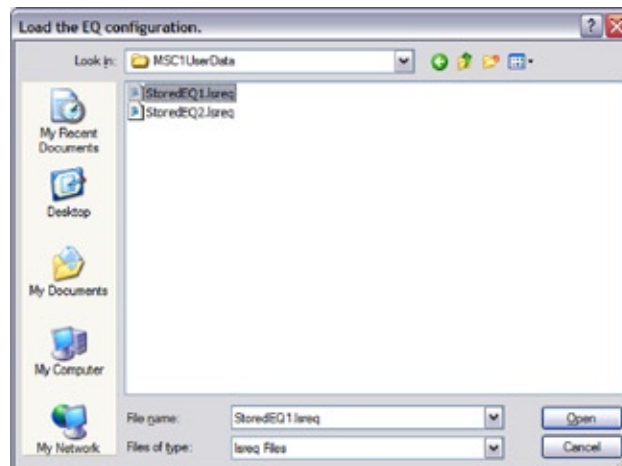 Load the EQ configuration.
Look in: MSC1UserData
StoredEQ1.lsreq
StoredEQ2.lsreq
My Recent
Documents
Desktop
My Documents
My Computer
My Network
File name: StoredEQ1.lsreq Open
Files of type: lsreq Files Cancel